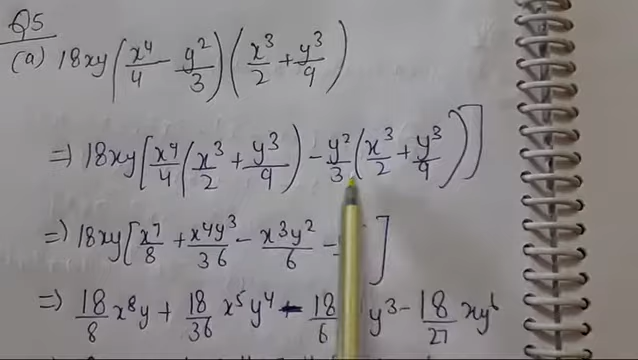 Q5
(a) 18xy(x⁴/4 - y²/3)(x³/2 + y³/9)
=> 18xy[x⁴/4(x³/2 + y³/9) - y²/3(x³/2 + y³/9)]
=> 18xy[x⁷/8 + x⁴y³/36 - x³y²/6 - ]
=> 18/8 x⁸y + 18/36 x⁵y⁴ - 18/6 y³ - 18/27 xy⁶